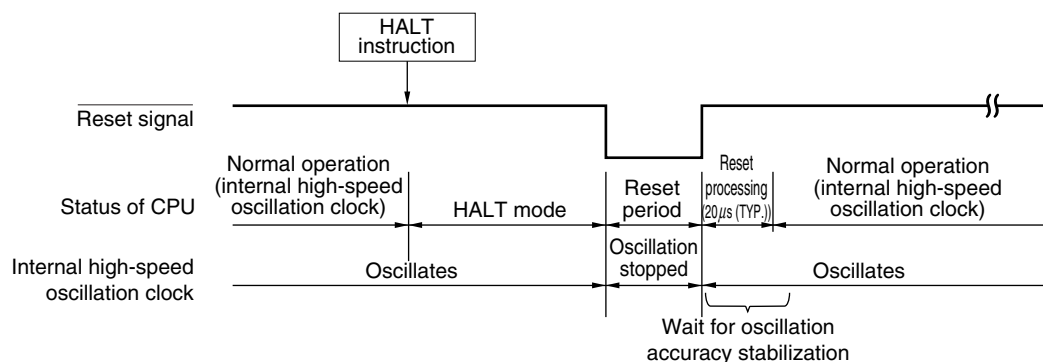 HALT
instruction
Reset signal
Normal operation
(internal high-speed
oscillation clock)
Reset
processing
(20 μs (TYP.))
Normal operation
(internal high-speed
oscillation clock)
Status of CPU
HALT mode
Reset
period
Internal high-speed
oscillation clock
Oscillates
Oscillation
stopped
Oscillates
Wait for oscillation
accuracy stabilization